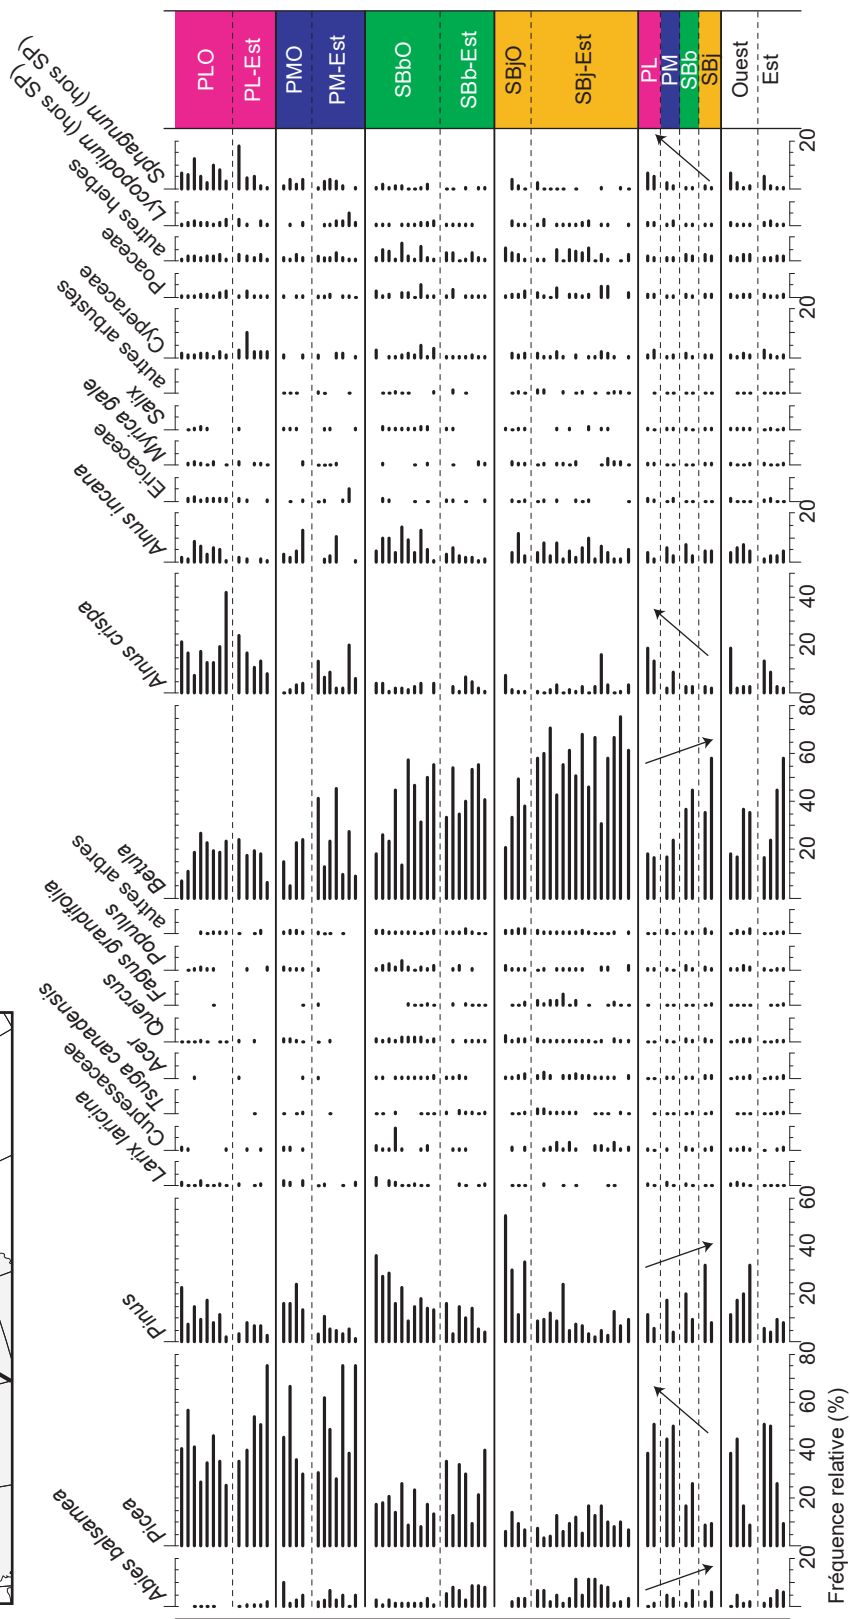 PLO
PL-Est
PMO
PM-Est
SBbO
SBb-Est
SBjO
SBj-Est
PL
PM
SBb
SBj
Ouest
Est
Sphagnum (hors SP)
20
Lycopodium (hors SP)
autres herbes
Poaceae
Cyperaceae
20
autres arbustes
Salix
Myrica gale
Ericaceae
Alnus incana
20
Alnus crispa
40
20
Betula
80
60
40
20
autres arbres
Populus
Fagus grandifolia
Quercus
Acer
Tsuga canadensis
Cupressaceae
Larix laricina
Pinus
60
40
20
Picea
80
60
40
20
Abies balsamea
20
Fréquence relative (%)